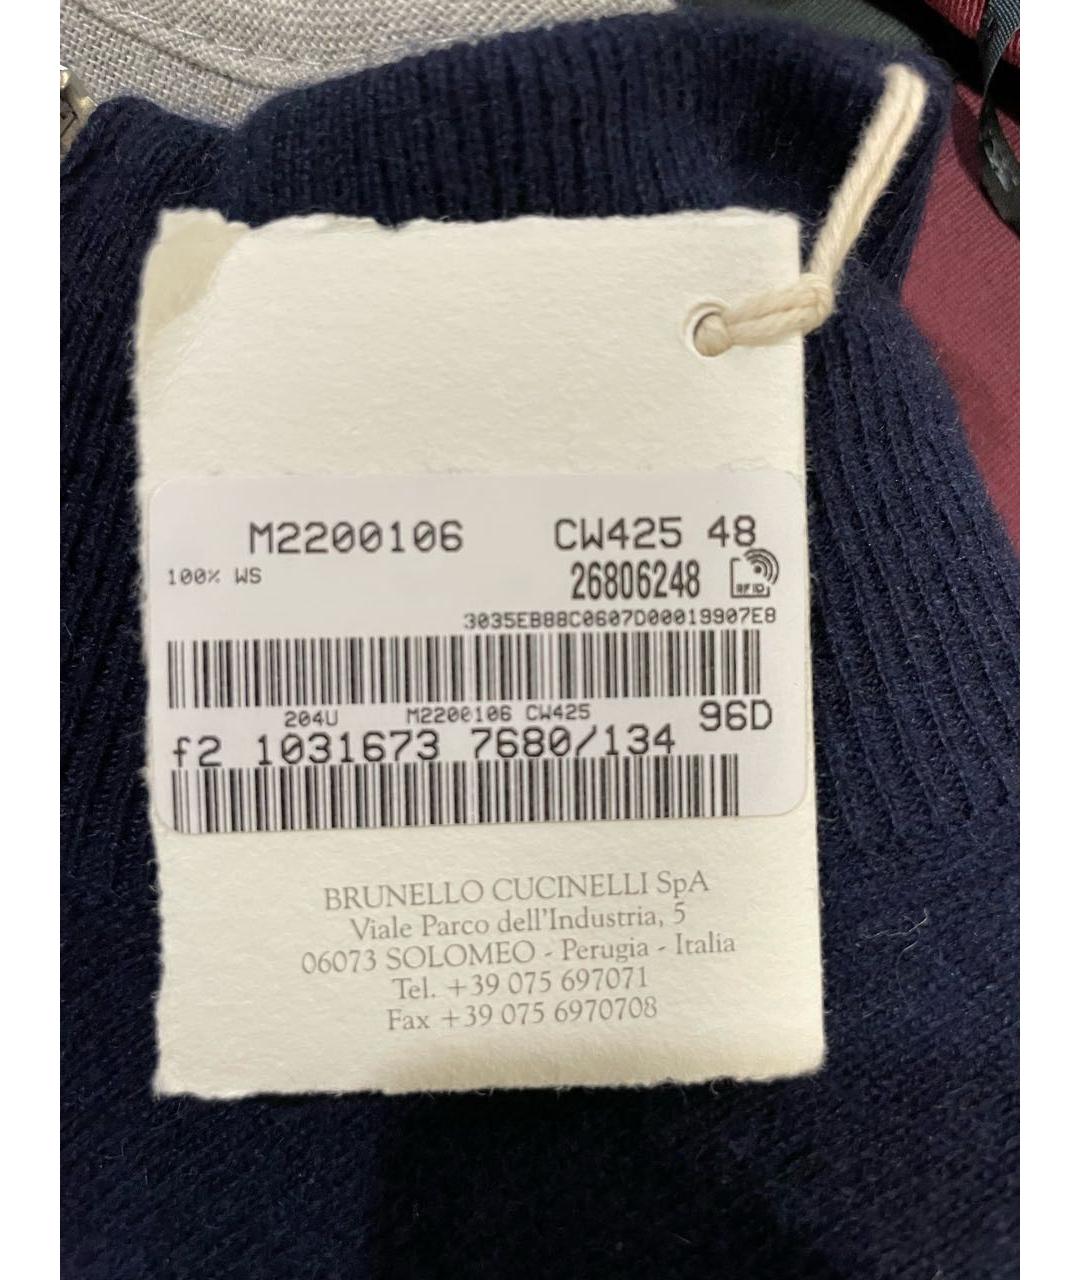 M2200106 CW425 48
100% WS 26806248
RFID
3035EB88C0607D00019907E8
204U M2200106 CW425 96D
f2 1031673 7680/134
BRUNELLO CUCINELLI SpA
Viale Parco dell'Industria, 5
06073 SOLOMEO - Perugia - Italia
Tel. +39 075 697071
Fax +39 075 6970708